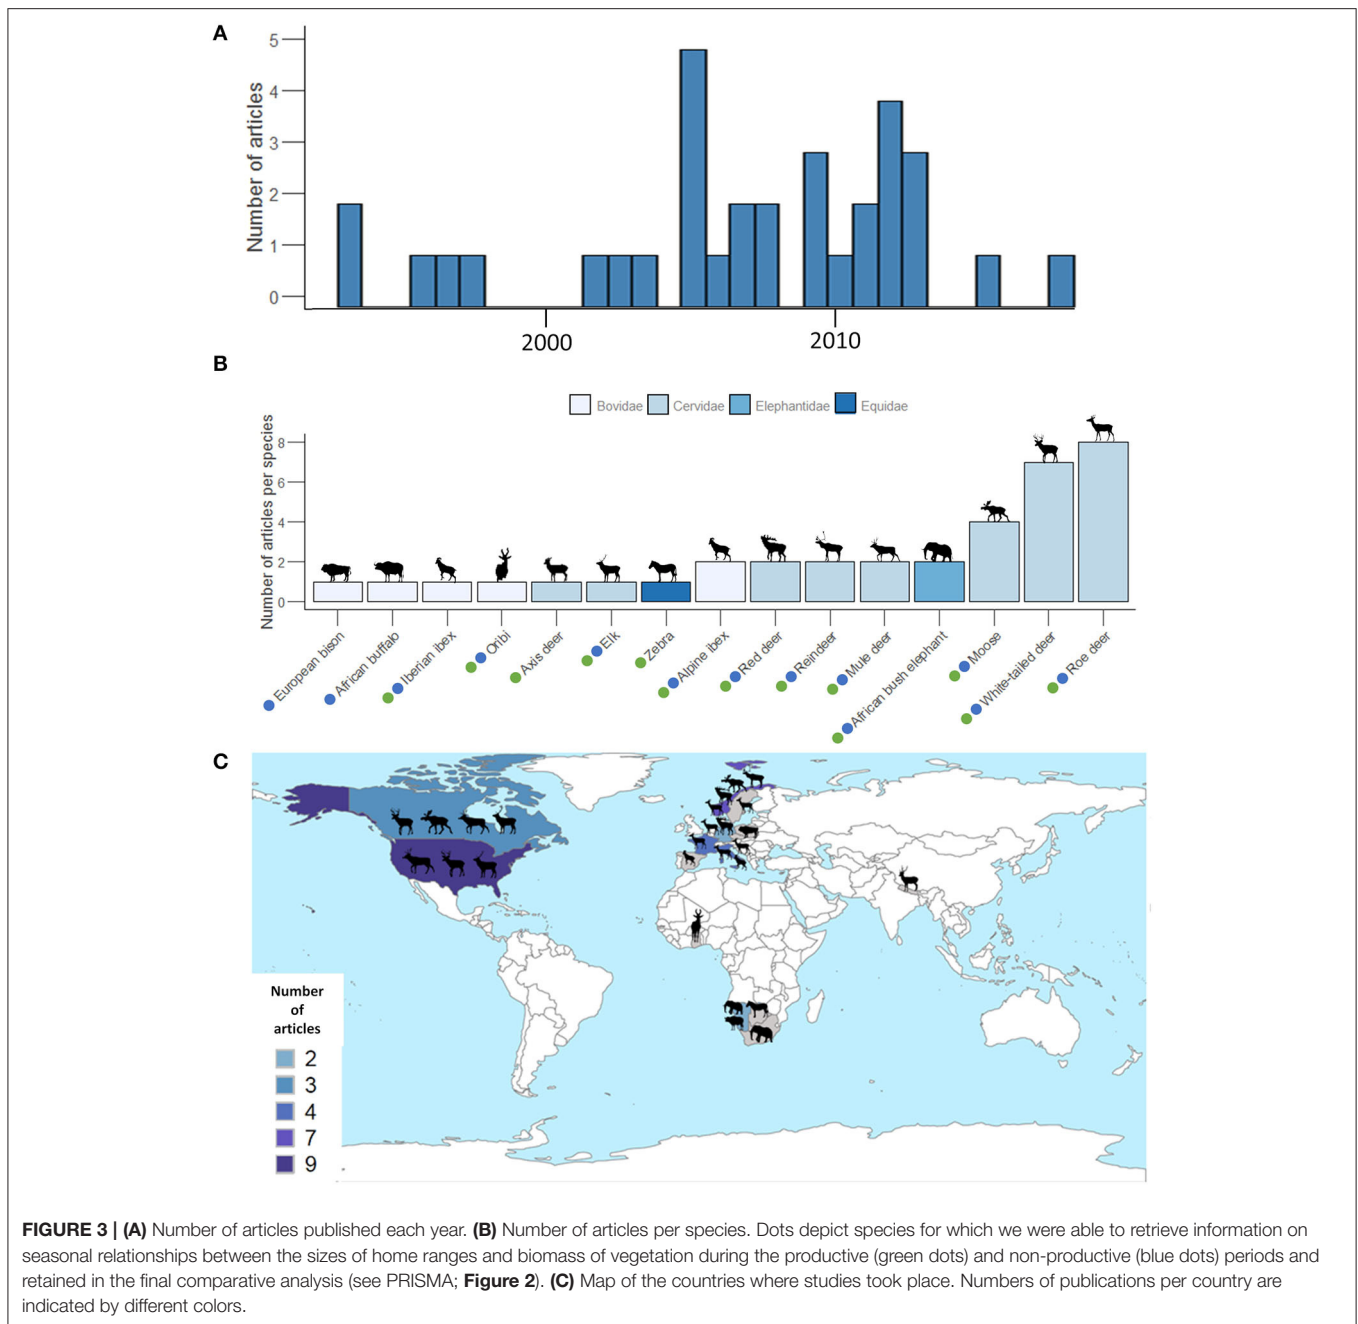 A
Number of articles
5
4
3
2
1
0
2000
2010
B
Bovidae Cervidae Elephantidae Equidae
Number of articles per species
8
6
4
2
0
European bison
African buffalo
Iberian ibex
Oribi
Axis deer
Elk
Zebra
Alpine ibex
Red deer
Reindeer
Mule deer
African bush elephant
Moose
White-tailed deer
Roe deer
C
Number
of
articles
2
3
4
7
9
FIGURE 3 | (A) Number of articles published each year. (B) Number of articles per species. Dots depict species for which we were able to retrieve information on
seasonal relationships between the sizes of home ranges and biomass of vegetation during the productive (green dots) and non-productive (blue dots) periods and
retained in the final comparative analysis (see PRISMA; Figure 2). (C) Map of the countries where studies took place. Numbers of publications per country are
indicated by different colors.